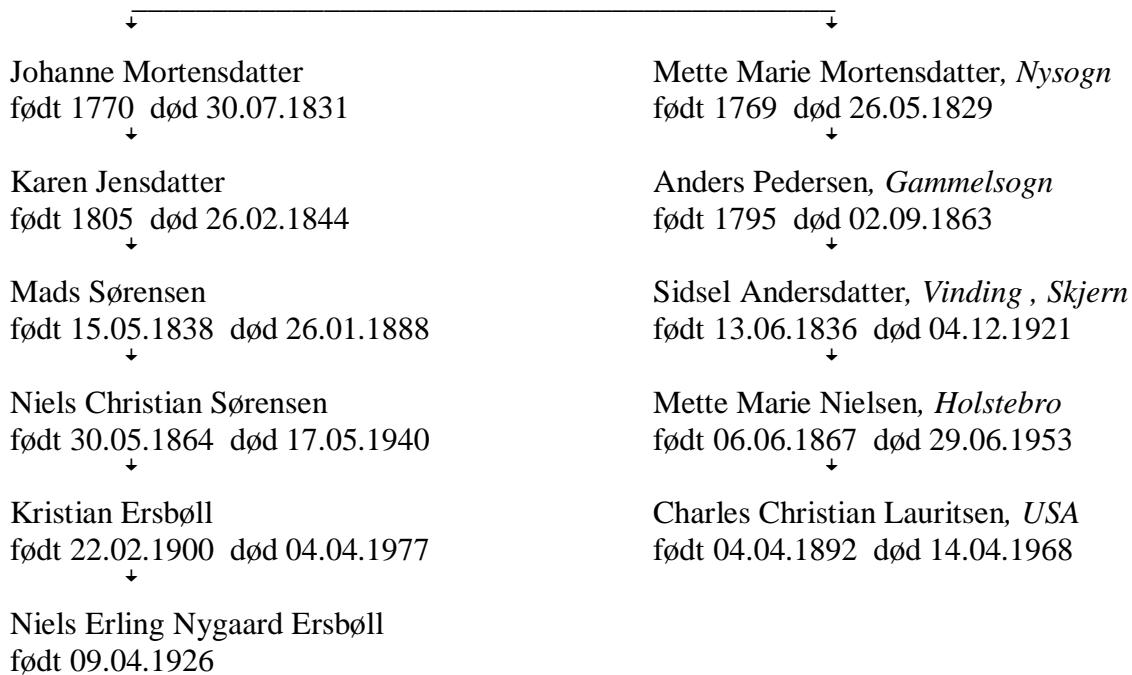 Johanne Mortensdatter
født 1770 død 30.07.1831
Karen Jensdatter
født 1805 død 26.02.1844
Mads Sørensen
født 15.05.1838 død 26.01.1888
Niels Christian Sørensen
født 30.05.1864 død 17.05.1940
Kristian Ersbøll
født 22.02.1900 død 04.04.1977
Niels Erling Nygaard Ersbøll
født 09.04.1926
Mette Marie Mortensdatter, Nysogn
født 1769 død 26.05.1829
Anders Pedersen, Gammelsogn
født 1795 død 02.09.1863
Sidsel Andersdatter, Vinding , Skjern
født 13.06.1836 død 04.12.1921
Mette Marie Nielsen, Holstebro
født 06.06.1867 død 29.06.1953
Charles Christian Lauritsen, USA
født 04.04.1892 død 14.04.1968